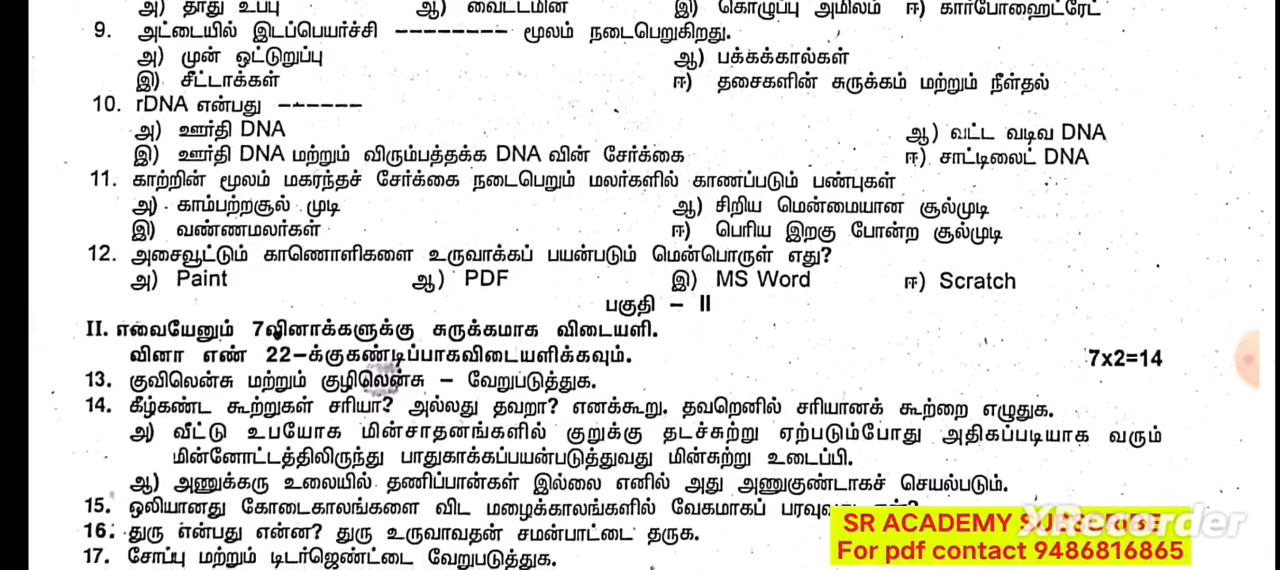 அ) தாது உப்பு ஆ) வைட்டமின் இ) கொழுப்பு அமிலம் ஈ) கார்போஹைட்ரேட்
9. அட்டையில் இடப்பெயர்ச்சி -------- மூலம் நடைபெறுகிறது.
அ) முன் ஒட்டுறுப்பு ஆ) பக்கக்கால்கள்
இ) சீட்டாக்கள் ஈ) தசைகளின் சுருக்கம் மற்றும் நீள்தல்
10. rDNA என்பது ------
அ) ஊர்தி DNA ஆ) வட்ட வடிவ DNA
இ) ஊர்தி DNA மற்றும் விரும்பத்தக்க DNA வின் சேர்க்கை ஈ) சாட்டிலைட் DNA
11. காற்றின் மூலம் மகரந்தச் சேர்க்கை நடைபெறும் மலர்களில் காணப்படும் பண்புகள்
அ) காம்பற்றசூல் முடி ஆ) சிறிய மென்மையான சூல்முடி
இ) வண்ணமலர்கள் ஈ) பெரிய இறகு போன்ற சூல்முடி
12. அசைவூட்டும் காணொளிகளை உருவாக்கப் பயன்படும் மென்பொருள் எது?
அ) Paint ஆ) PDF இ) MS Word ஈ) Scratch
பகுதி – II
II. எவையேனும் 7வினாக்களுக்கு சுருக்கமாக விடையளி.
வினா எண் 22-க்குகண்டிப்பாகவிடையளிக்கவும். 7x2=14
13. குவிலென்சு மற்றும் குழிலென்சு – வேறுபடுத்துக.
14. கீழ்கண்ட கூற்றுகள் சரியா? அல்லது தவறா? எனக்கூறு. தவறெனில் சரியானக் கூற்றை எழுதுக.
அ) வீட்டு உபயோக மின்சாதனங்களில் குறுக்கு தடச்சுற்று ஏற்படும்போது அதிகப்படியாக வரும்
மின்னோட்டத்திலிருந்து பாதுகாக்கப்பயன்படுத்துவது மின்சுற்று உடைப்பி.
ஆ) அணுக்கரு உலையில் தணிப்பான்கள் இல்லை எனில் அது அணுகுண்டாகச் செயல்படும்.
15. ஒலியானது கோடைகாலங்களை விட மழைக்காலங்களில் வேகமாகப்
16. துரு என்பது என்ன? துரு உருவாவதன் சமன்பாட்டை தருக.
17. சோப்பு மற்றும் டிடர்ஜெண்ட்டை வேறுபடுத்துக.
SR ACADEMY SUBSCRIBE
For pdf contact 9486816865
XRecorder